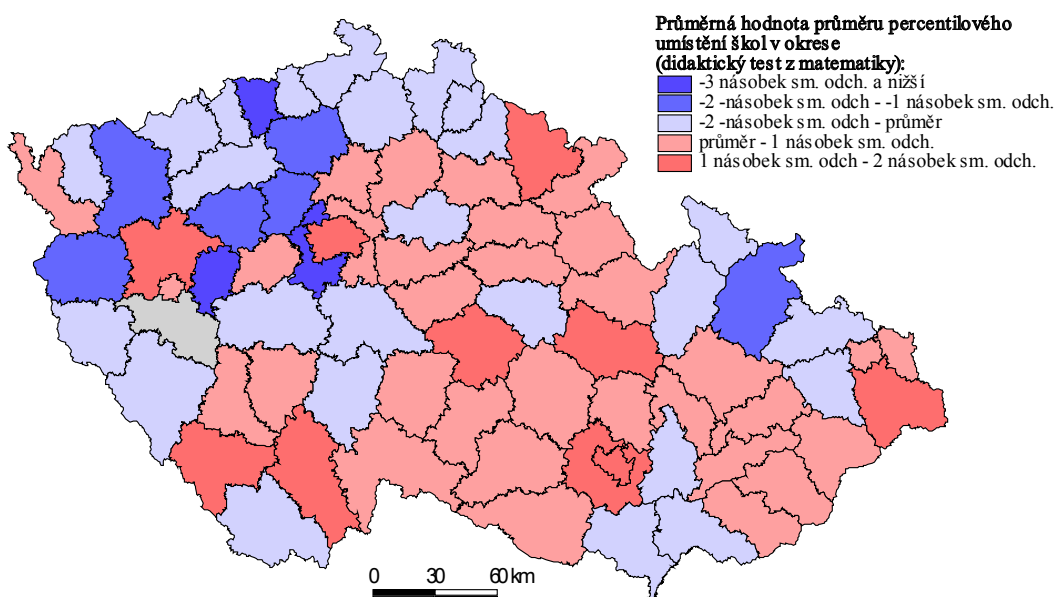 Průměrná hodnota průměru percentilového
umístění škol v okrese
(didaktický test z matematiky):
-3 násobek sm. odch. a nižší
-2 -násobek sm. odch - -1 násobek sm. odch.
-2 -násobek sm. odch - průměr
průměr - 1 násobek sm. odch.
1 násobek sm. odch - 2 násobek sm. odch.
0 30 60 km